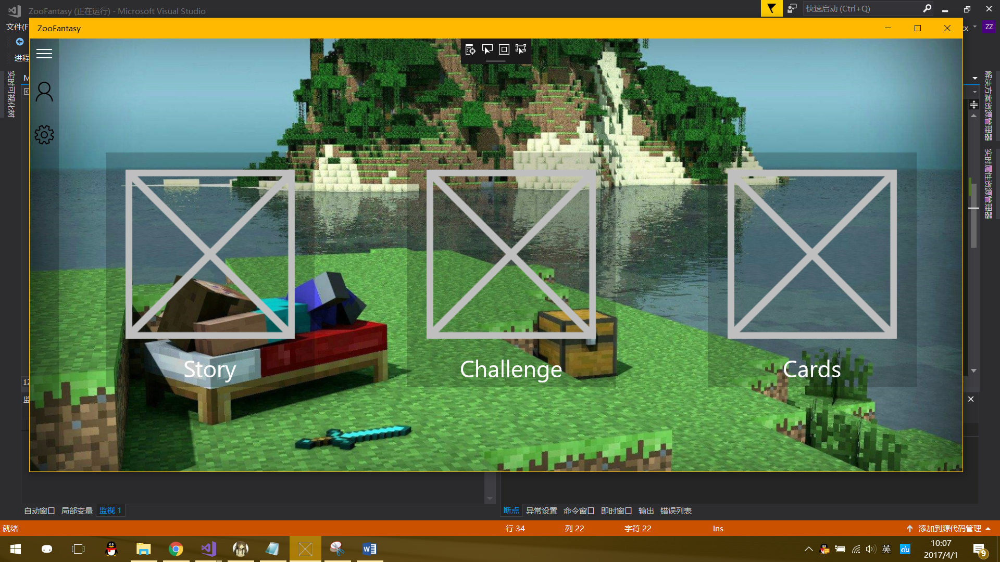 ZooFantasy (正在运行) - Microsoft Visual Studio
快速启动 (Ctrl+Q)
文件(F
ZooFantasy
ZZ
进程
实时可视化树
解决方案资源管理器
实时属性资源管理器
Story
Challenge
Cards
自动窗口 局部变量 监视 1
断点 异常设置 命令窗口 即时窗口 输出 错误列表
就绪
行 34
列 22
字符 22
Ins
添加到源代码管理
英
du
10:07
2017/4/1
9